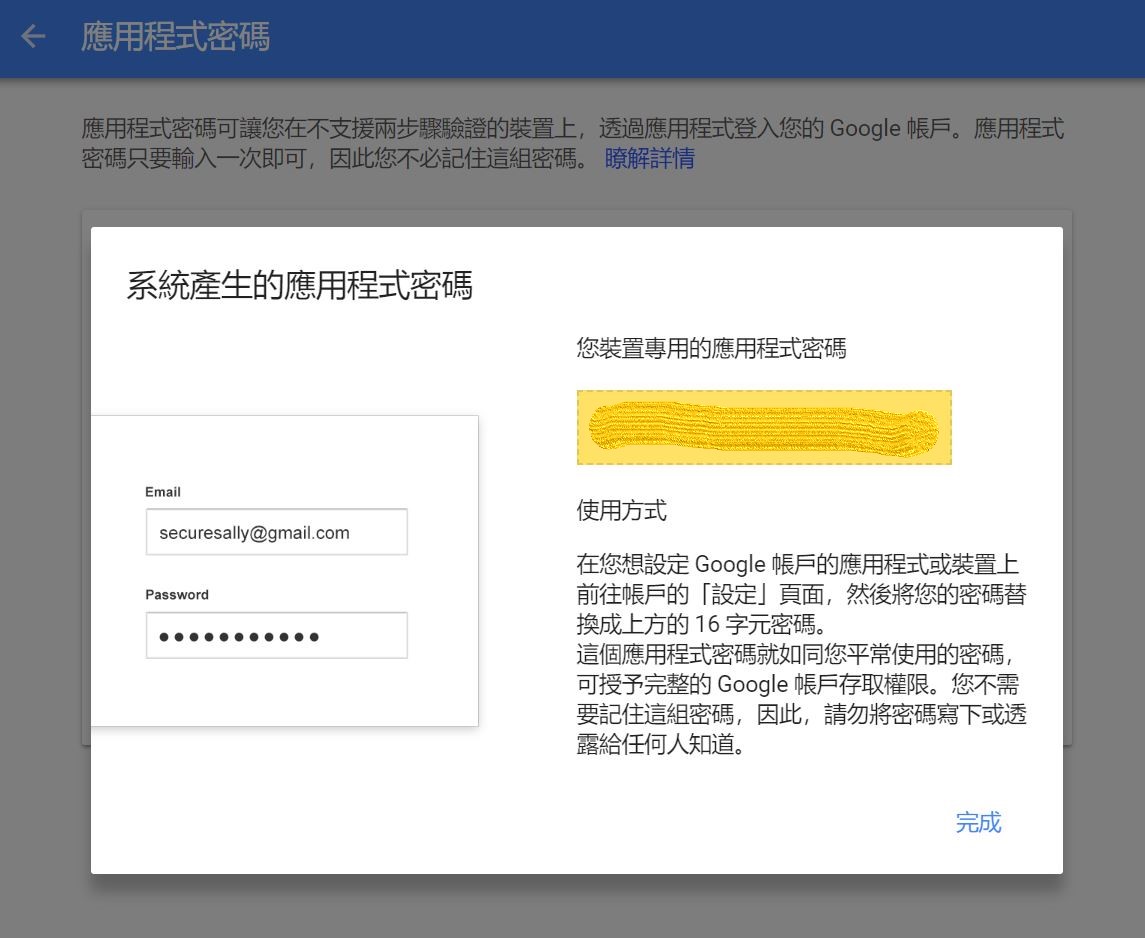 應用程式密碼
應用程式密碼可讓您在不支援兩步驟驗證的裝置上，透過應用程式登入您的 Google 帳戶。應用程式
密碼只要輸入一次即可，因此您不必記住這組密碼。 瞭解詳情
系統產生的應用程式密碼
Email
securesally@gmail.com
Password
●●●●●●●●●●●
您裝置專用的應用程式密碼
使用方式
在您想設定 Google 帳戶的應用程式或裝置上
前往帳戶的「設定」頁面，然後將您的密碼替
換成上方的 16 字元密碼。
這個應用程式密碼就如同您平常使用的密碼，
可授予完整的 Google 帳戶存取權限。您不需
要記住這組密碼，因此，請勿將密碼寫下或透
露給任何人知道。
完成